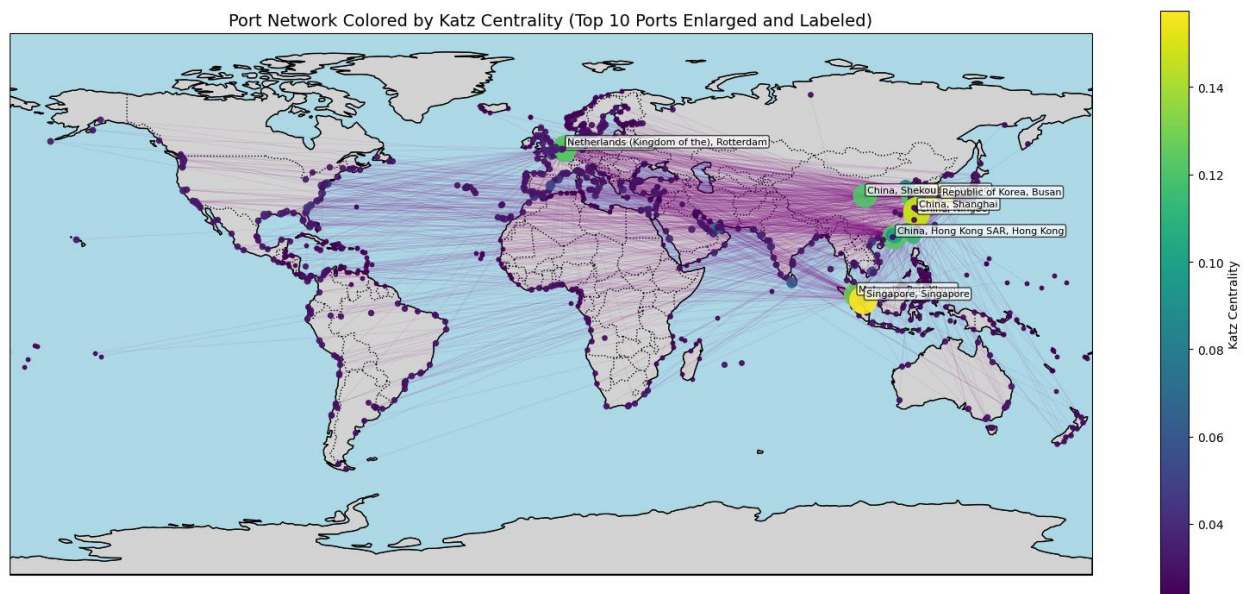 Port Network Colored by Katz Centrality (Top 10 Ports Enlarged and Labeled)
Netherlands (Kingdom of the), Rotterdam
China, Shekou
Republic of Korea, Busan
China, Shanghai
China, Hong Kong SAR, Hong Kong
Singapore, Singapore
0.14
0.12
0.10
0.08
0.06
0.04
Katz Centrality